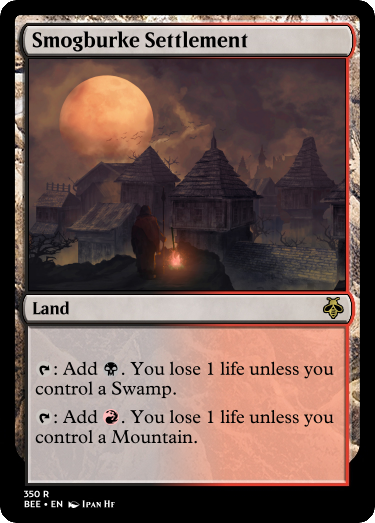 Smogburke Settlement
Land
: Add . You lose 1 life unless you
control a Swamp.
: Add . You lose 1 life unless you
control a Mountain.
350 R
BEE • EN Ipan Hf